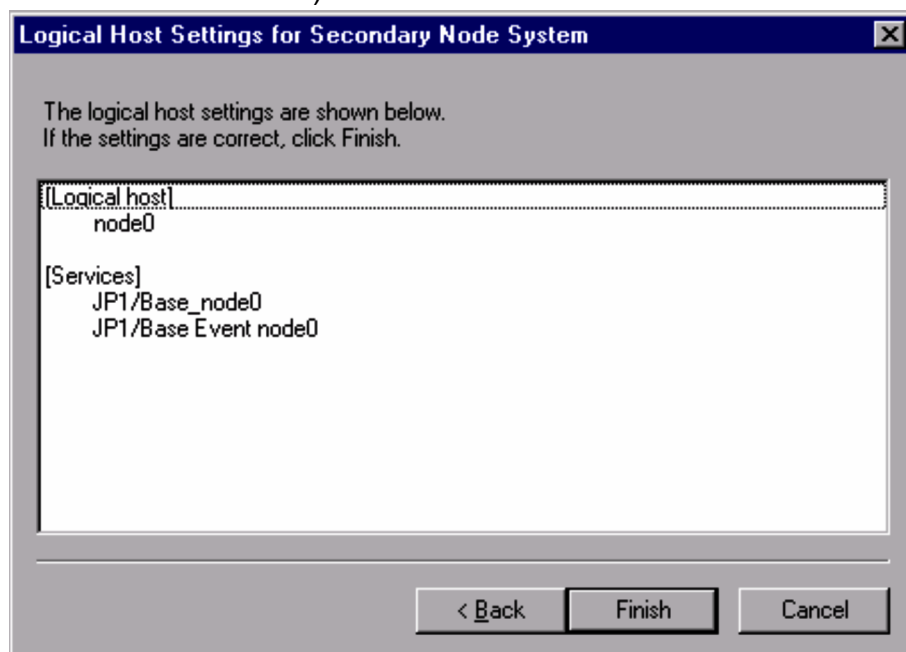 Logical Host Settings for Secondary Node System
The logical host settings are shown below.
If the settings are correct, click Finish.
[Logical host]
node0
[Services]
JP1/Base_node0
JP1/Base Event node0
< Back
Finish
Cancel